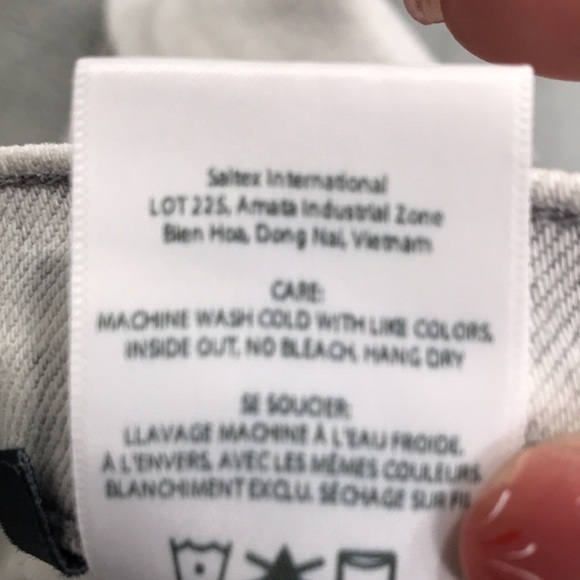 Saitex International
LOT 225, Amata Industrial Zone
Bien Hoa, Dong Nai, Vietnam
CARE:
MACHINE WASH COLD WITH LIKE COLORS,
INSIDE OUT, NO BLEACH, HANG DRY
SE SOUCIER:
LLAVAGE MACHINE À L'EAU FROIDE,
À L'ENVERS, AVEC LES MÊMES COULEURS.
BLANCHIMENT EXCLU. SÉCHAGE SUR FIL